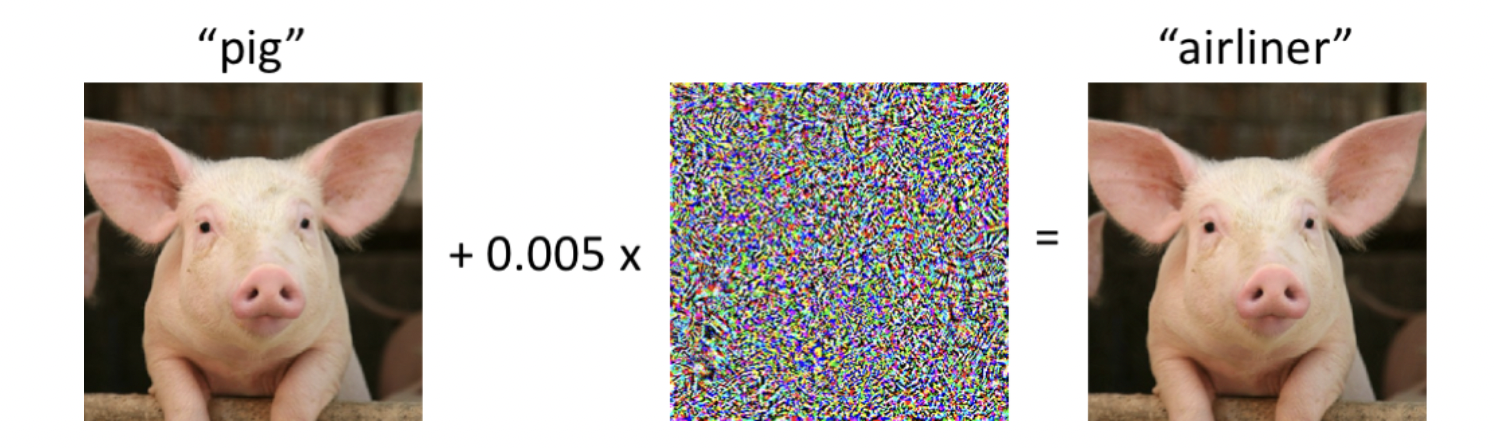 “pig”
“airliner”
+ 0.005 x
=